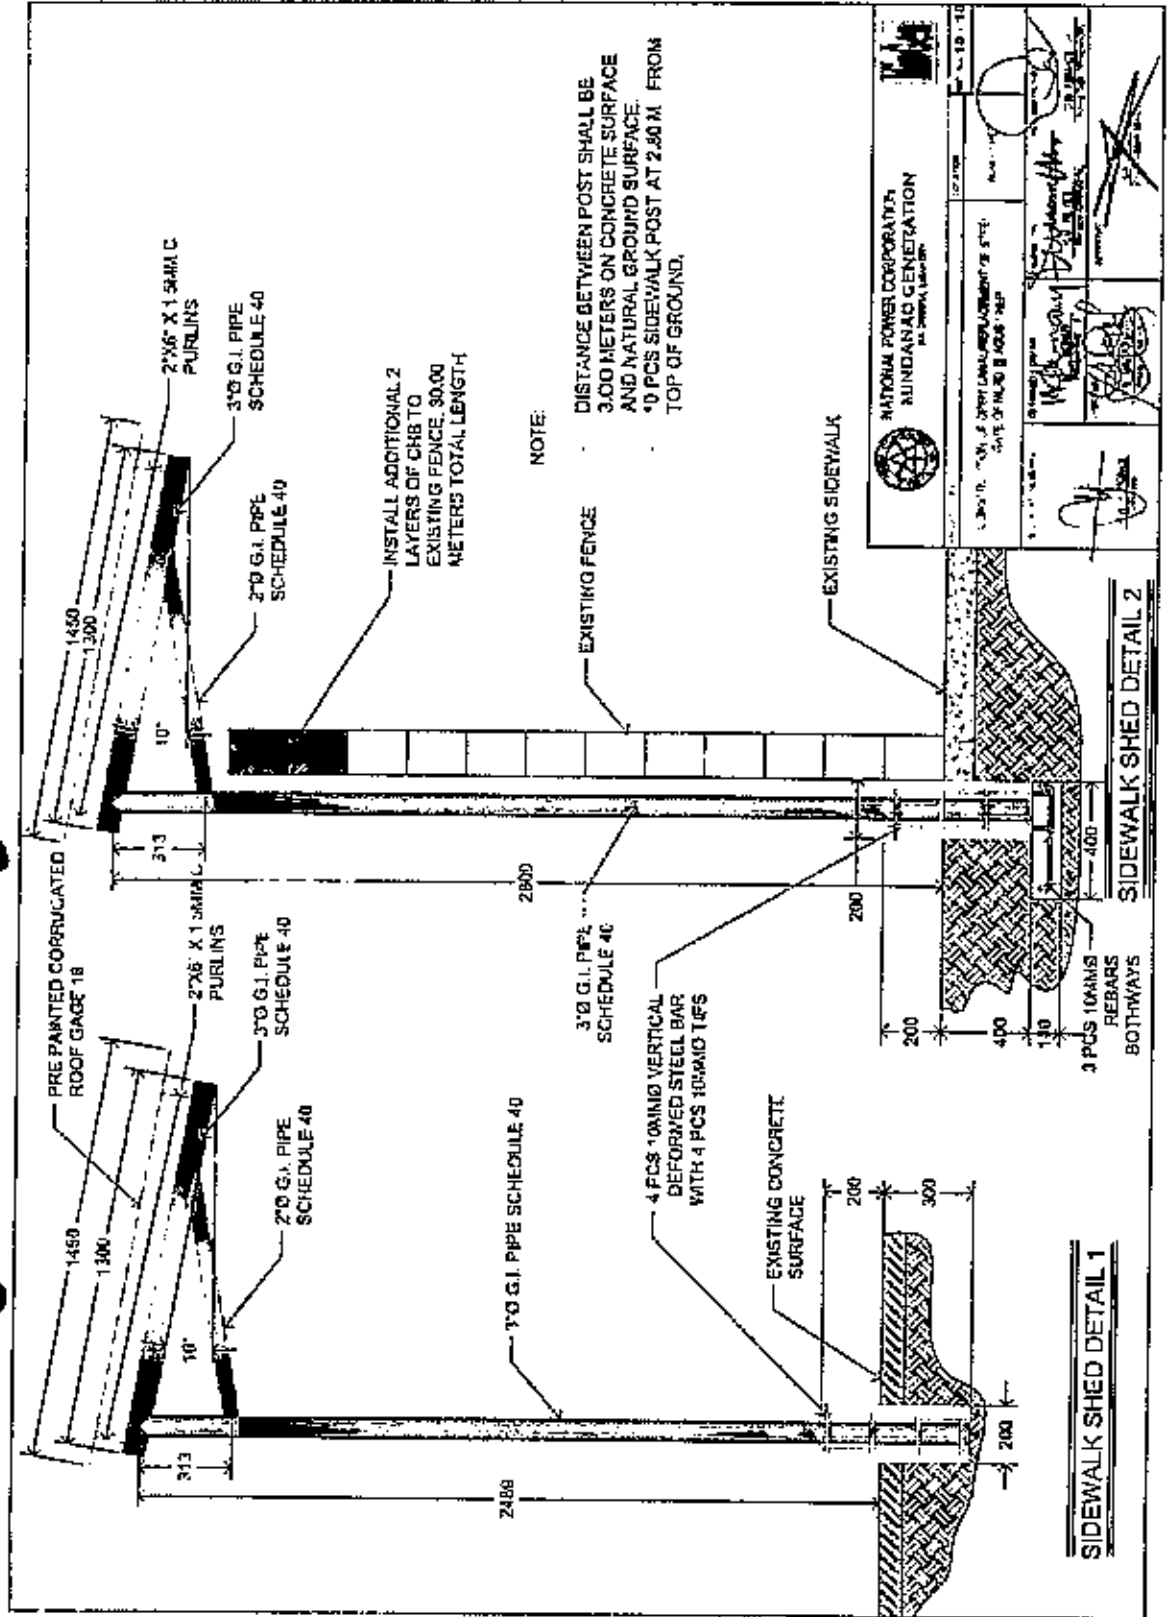 PRE PAINTED CORRUGATED
ROOF GAGE 18
1450
1300
10°
313
2489
2"X6" X 1.5MM C
PURLINS
3"Ø G.I. PIPE
SCHEDULE 40
2"Ø G.I. PIPE
SCHEDULE 40
3"Ø G.I. PIPE SCHEDULE 40
4 PCS 10MMØ VERTICAL
DEFORMED STEEL BAR
WITH 4 PCS 10MMØ TIES
EXISTING CONCRETE
SURFACE
200
300
200
SIDEWALK SHED DETAIL 1
1450
1300
10°
313
2800
2"X6" X 1.5MM C
PURLINS
3"Ø G.I. PIPE
SCHEDULE 40
2"Ø G.I. PIPE
SCHEDULE 40
INSTALL ADDITIONAL 2
LAYERS OF CHB TO
EXISTING FENCE, 30.00
METERS TOTAL LENGTH
EXISTING FENCE
3"Ø G.I. PIPE
SCHEDULE 40
EXISTING SIDEWALK
200
200
400
400
3 PCS 10MMØ
REBARS
BOTHWAYS
SIDEWALK SHED DETAIL 2
NOTE:
- DISTANCE BETWEEN POST SHALL BE
3.00 METERS ON CONCRETE SURFACE
AND NATURAL GROUND SURFACE.
- PCS SIDEWALK POST AT 2.80 M FROM
TOP OF GROUND.
NATIONAL POWER CORPORATION
MINDANAO GENERATION